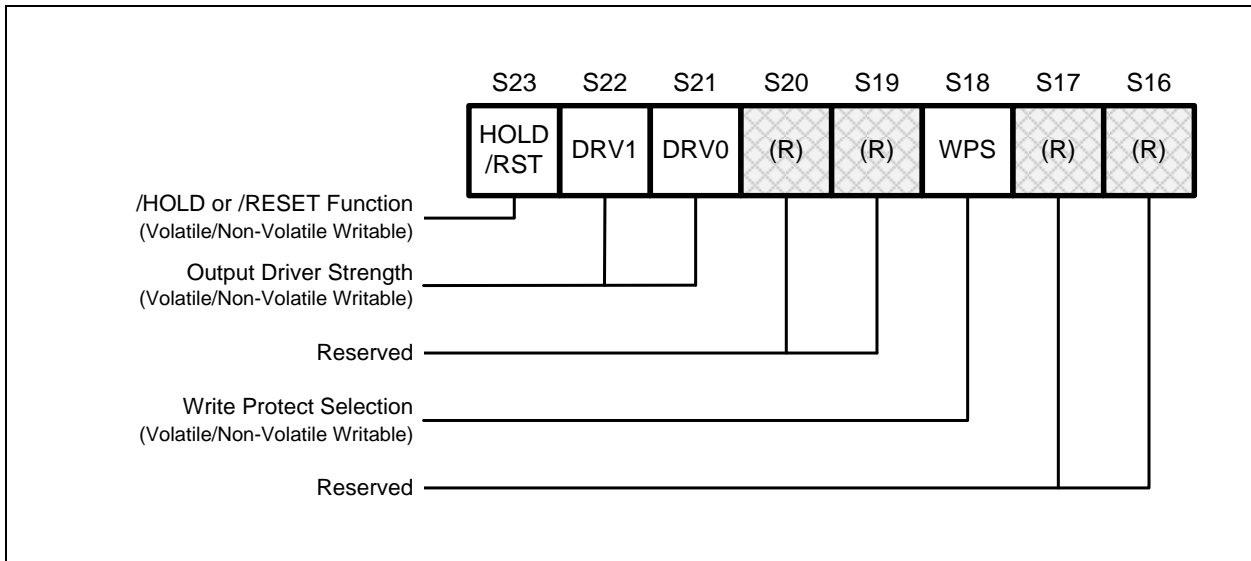 S23 S22 S21 S20 S19 S18 S17 S16
HOLD
/RST DRV1 DRV0 (R) (R) WPS (R) (R)
/HOLD or /RESET Function
(Volatile/Non-Volatile Writable)
Output Driver Strength
(Volatile/Non-Volatile Writable)
Reserved
Write Protect Selection
(Volatile/Non-Volatile Writable)
Reserved